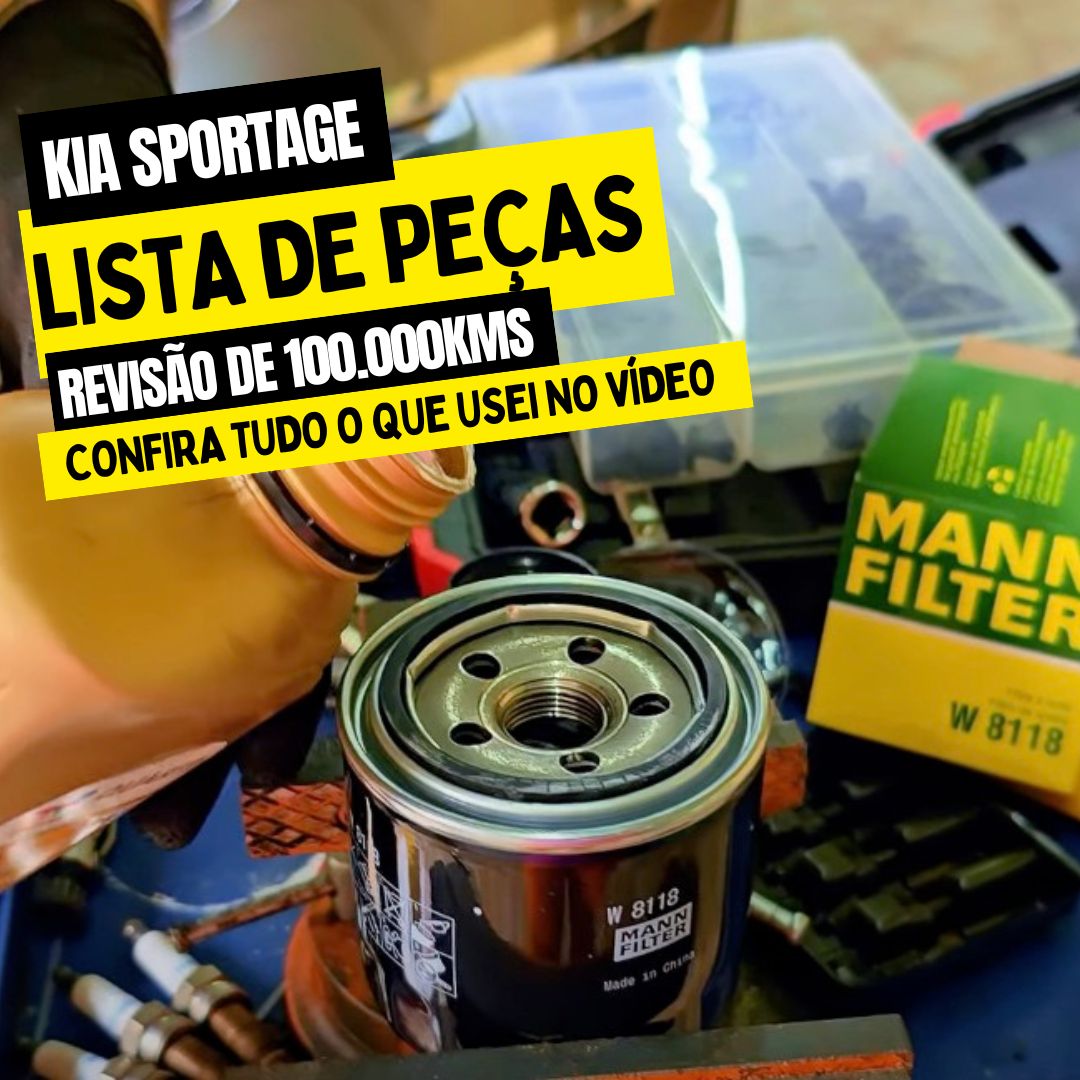 KIA SPORTAGE
LISTA DE PEÇAS
REVISÃO DE 100.000KMS
CONFIRA TUDO O QUE USEI NO VÍDEO
MANN
FILTER
W 8118
W 8118
MANN
FILTER
Made in China